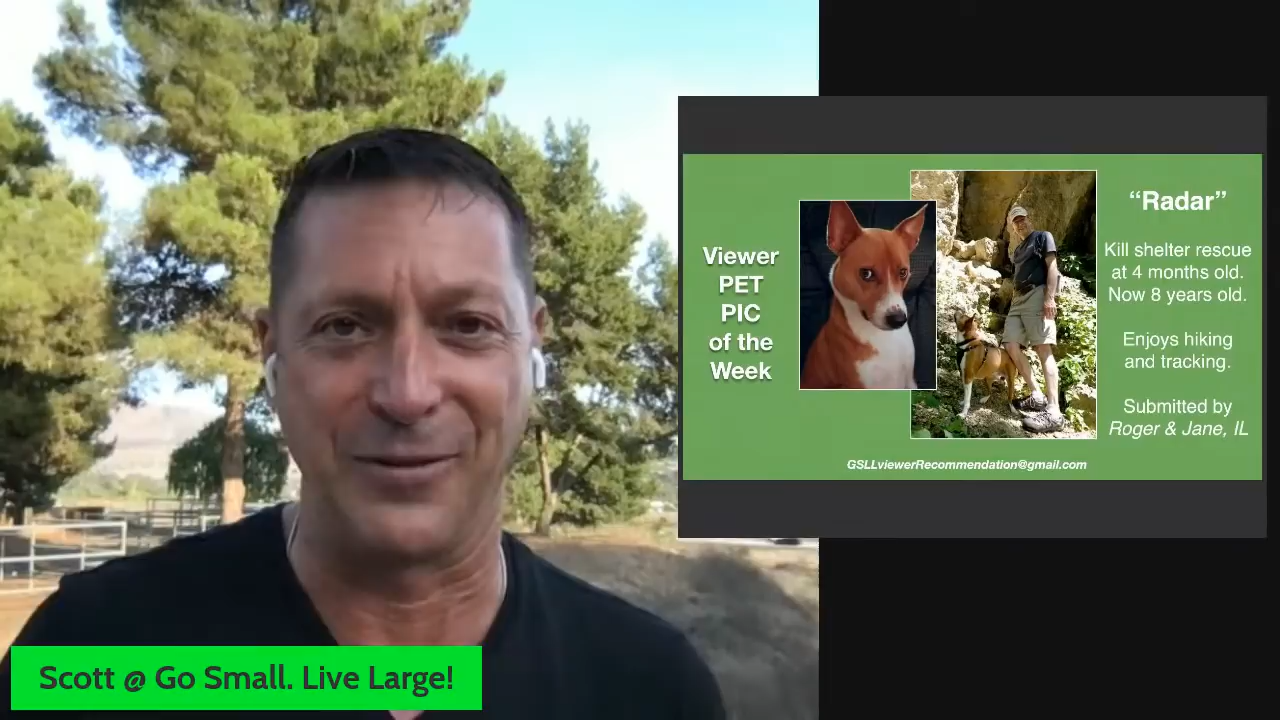 Viewer
PET
PIC
of the
Week
“Radar”
Kill shelter rescue
at 4 months old.
Now 8 years old.
Enjoys hiking
and tracking.
Submitted by
Roger & Jane, IL
GSLLviewerRecommendation@gmail.com
Scott @ Go Small. Live Large!